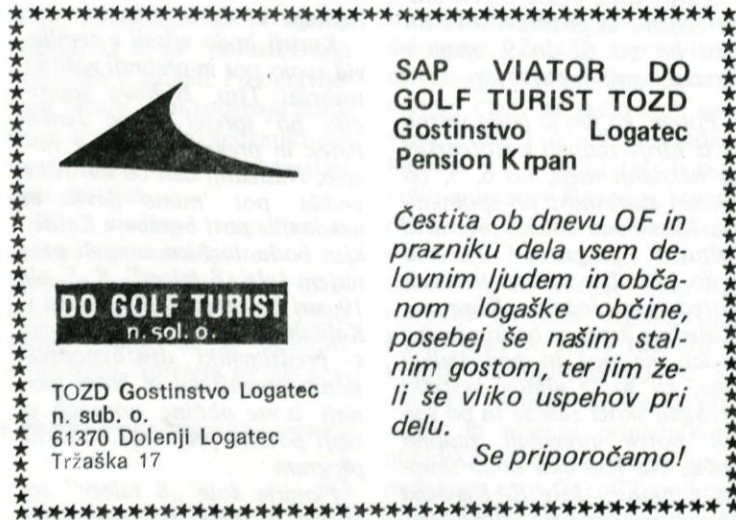 DO GOLF TURIST
n. sol. o.
TOZD Gostinstvo Logatec
n. sub. o.
61370 Dolenji Logatec
Tržaška 17
SAP VIATOR DO
GOLF TURIST TOZD
Gostinstvo Logatec
Pension Krpan
Čestita ob dnevu OF in
prazniku dela vsem de-
lovnim ljudem in obča-
nom logaške občine,
posebej še našim stal-
nim gostom, ter jim že-
li še vliko uspehov pri
delu.
Se priporočamo!